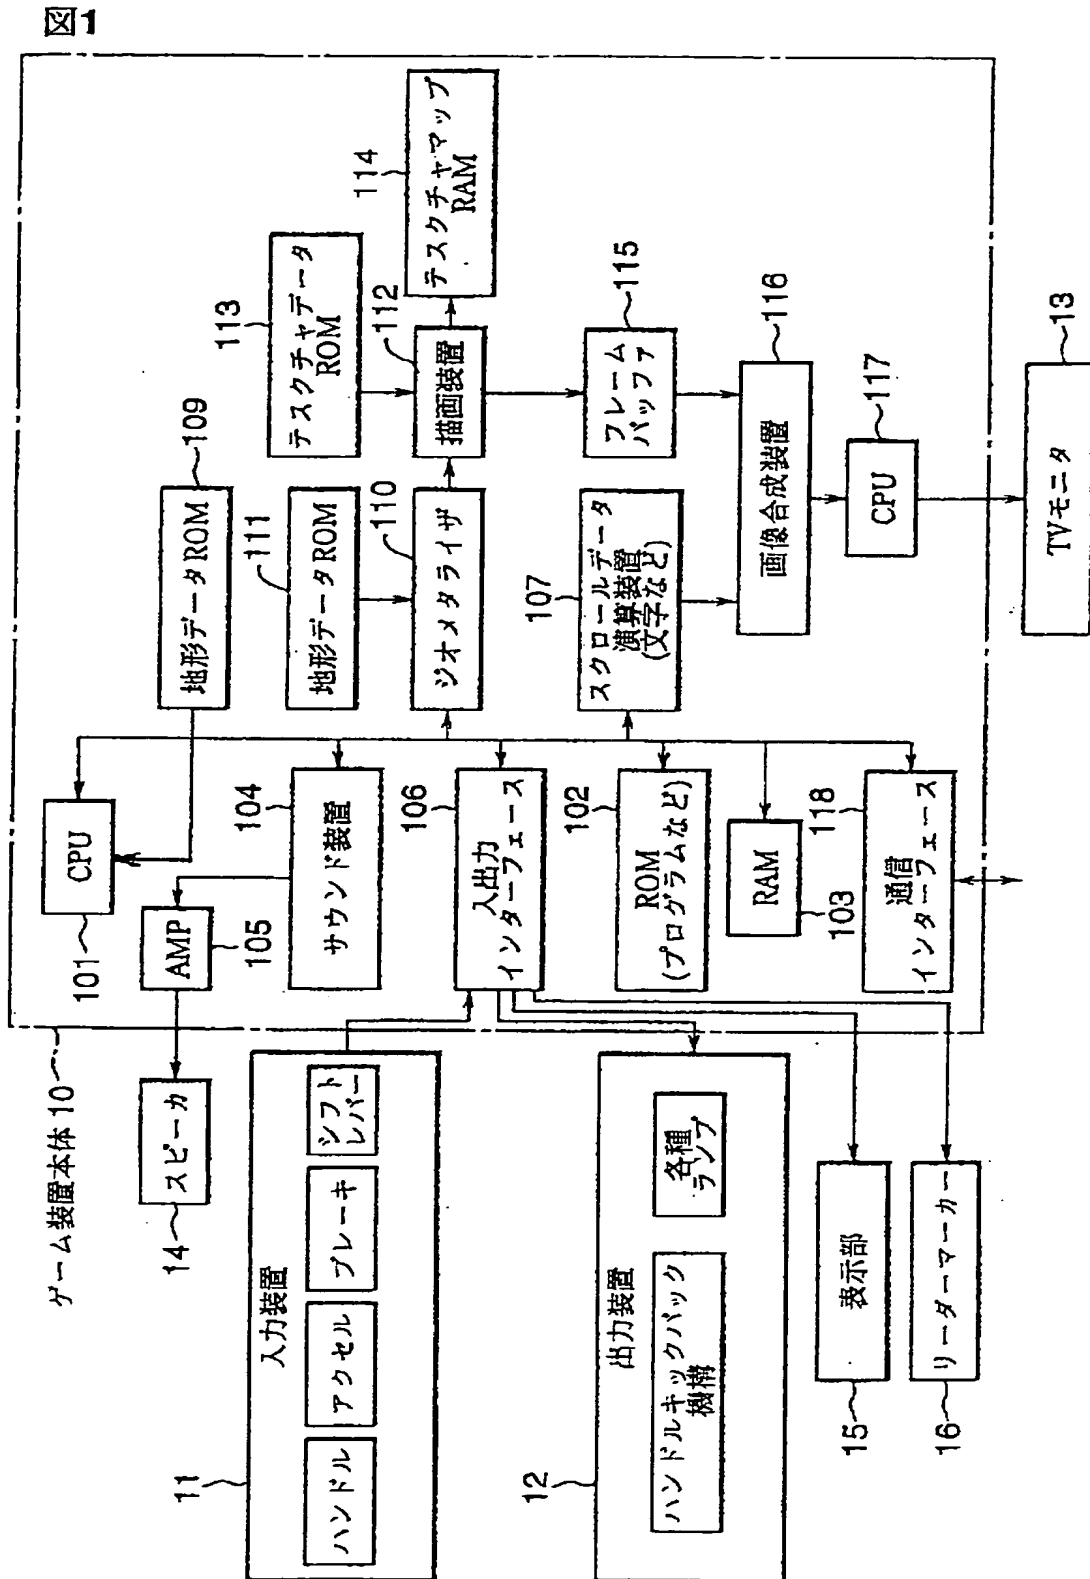 図1
ゲーム装置本体 10
CPU
101
地形データROM
109
テスクチャデータ
ROM
113
テスクチャマップ
RAM
114
地形データROM
111
ジオメタライザ
110
描画装置
112
フレーム
バッファ
115
スクロールデータ
演算装置
(文字など)
107
画像合成装置
116
CPU
117
TVモニタ
13
AMP
105
スピーカ
14
サウンド装置
104
入出力
インターフェース
106
ROM
(プログラムなど)
102
RAM
103
通信
インターフェース
118
入力装置
11
ハンドル
アクセル
ブレーキ
シフト
レバー
出力装置
12
ハンドルキックバック
機構
各種
ランプ
表示部
15
リーダーマーカー
16